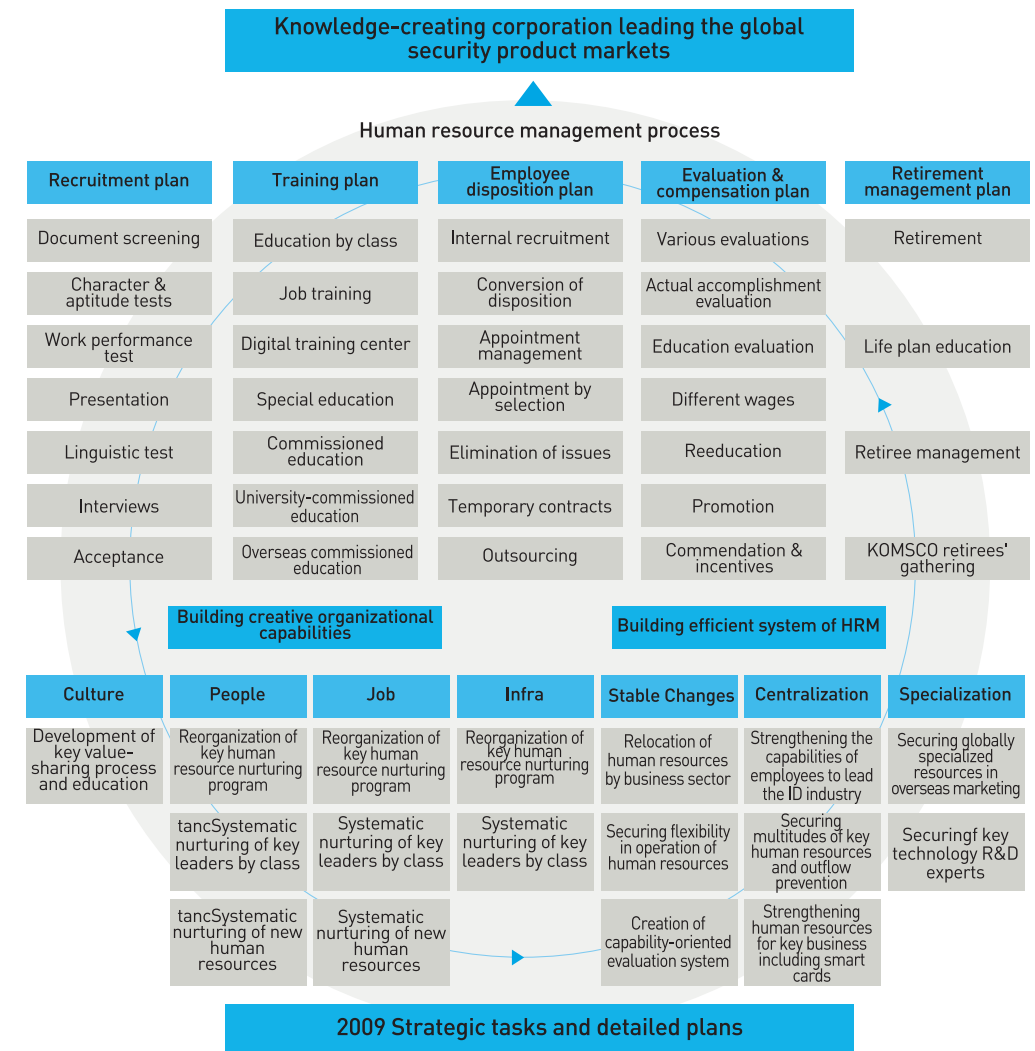 Knowledge-creating corporation leading the global
security product markets
Human resource management process
Recruitment plan
Document screening
Character &
aptitude tests
Work performance
test
Presentation
Linguistic test
Interviews
Acceptance
Training plan
Education by class
Job training
Digital training center
Special education
Commissioned
education
University-commissioned
education
Overseas commissioned
education
Employee
disposition plan
Internal recruitment
Conversion of
disposition
Appointment
management
Appointment by
selection
Elimination of issues
Temporary contracts
Outsourcing
Evaluation &
compensation plan
Various evaluations
Actual accomplishment
evaluation
Education evaluation
Different wages
Reeducation
Promotion
Commendation &
incentives
Retirement
management plan
Retirement
Life plan education
Retiree management
KOMSCO retirees'
gathering
Building creative organizational
capabilities
Building efficient system of HRM
Culture
Development of
key value-
sharing process
and education
People
Reorganization of
key human
resource nurturing
program
tancSystematic
nurturing of key
leaders by class
tancSystematic
nurturing of new
human
resources
Job
Reorganization of
key human
resource nurturing
program
Systematic
nurturing of key
leaders by class
Systematic
nurturing of new
human
resources
Infra
Reorganization of
key human
resource nurturing
program
Systematic
nurturing of key
leaders by class
Stable Changes
Relocation of
human resources
by business sector
Securing flexibility
in operation of
human resources
Creation of
capability-oriented
evaluation system
Centralization
Strengthening the
capabilities of
employees to lead
the ID industry
Securing
multitudes of key
human resources
and outflow
prevention
Strengthening
human resources
for key business
including smart
cards
Specialization
Securing globally
specialized
resources in
overseas marketing
Securingf key
technology R&D
experts
2009 Strategic tasks and detailed plans